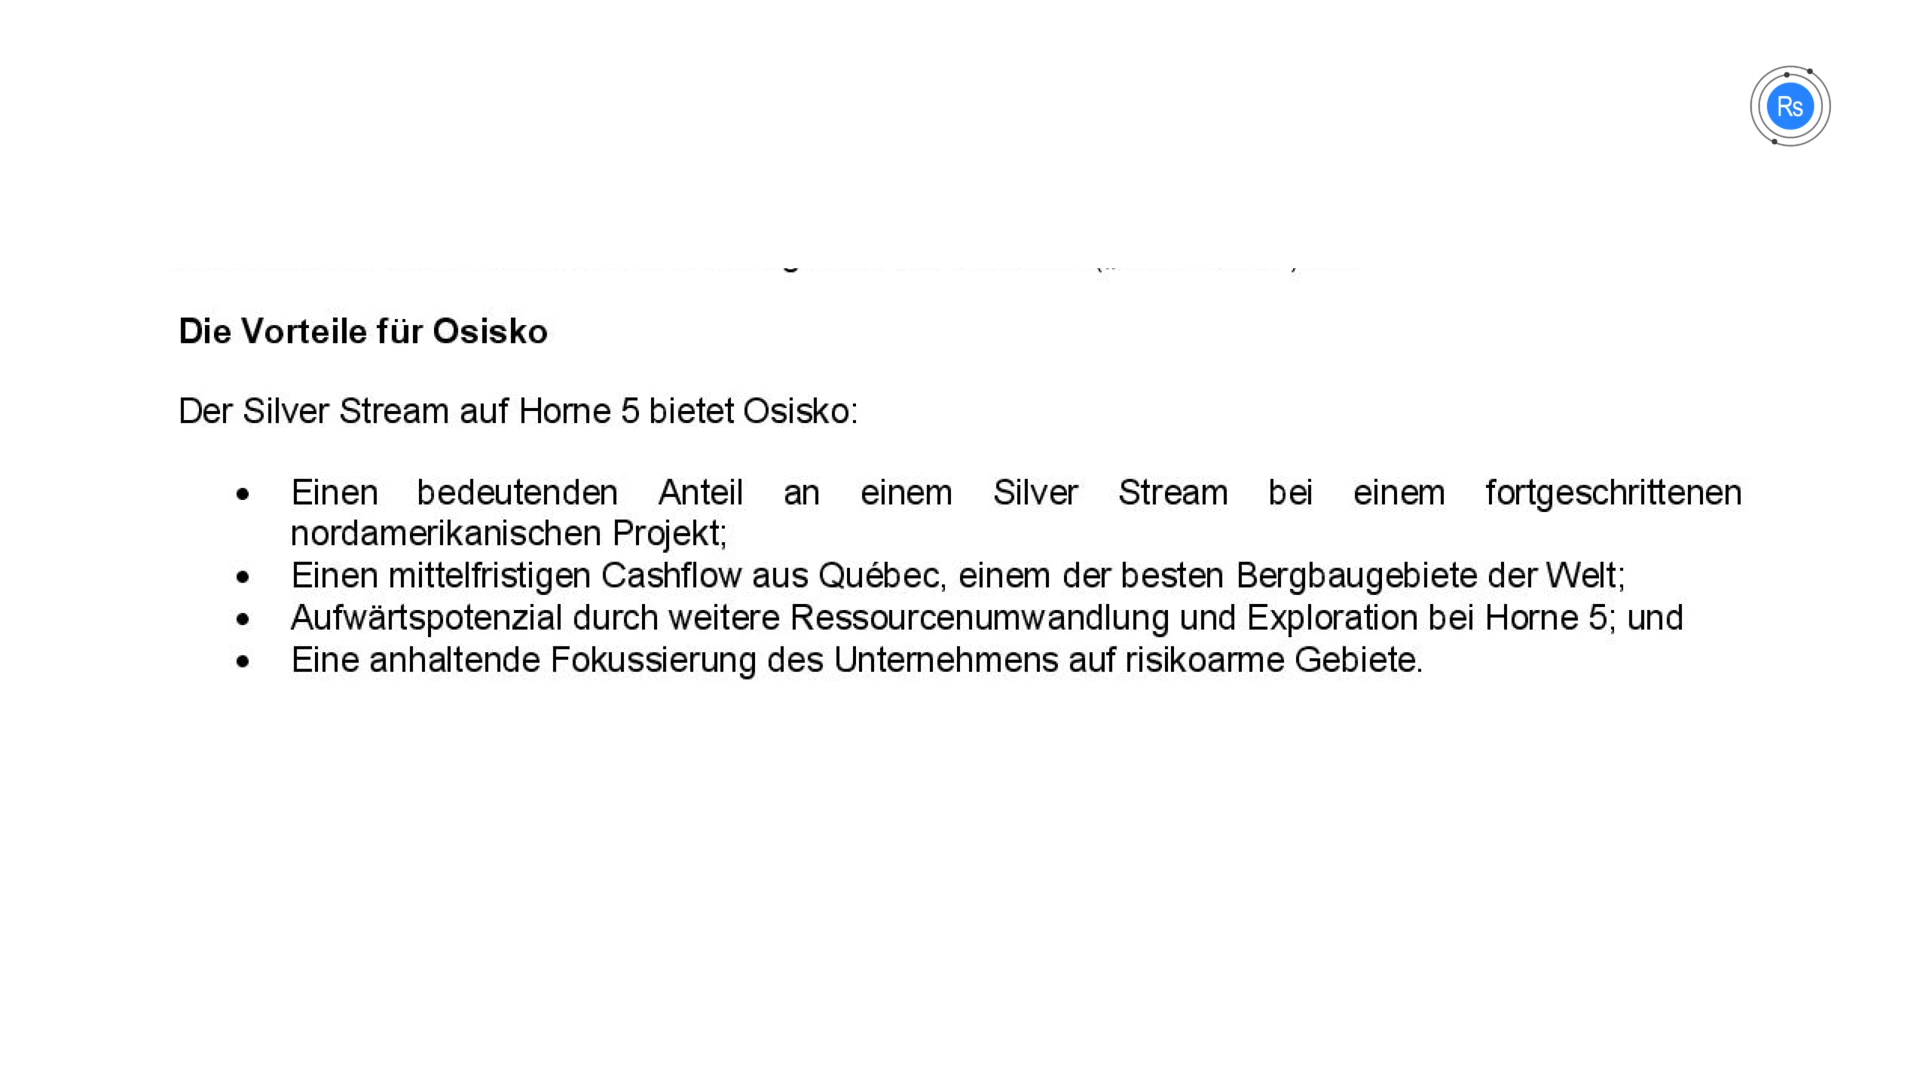 Rs
Die Vorteile für Osisko
Der Silver Stream auf Horne 5 bietet Osisko:
• Einen bedeutenden Anteil an einem Silver Stream bei einem fortgeschrittenen
nordamerikanischen Projekt;
• Einen mittelfristigen Cashflow aus Québec, einem der besten Bergbaugebiete der Welt;
• Aufwärtspotenzial durch weitere Ressourcenumwandlung und Exploration bei Horne 5; und
• Eine anhaltende Fokussierung des Unternehmens auf risikoarme Gebiete.